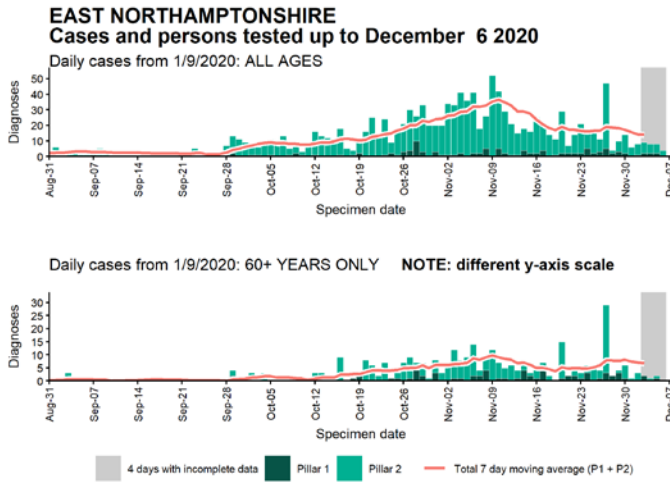 EAST NORTHAMPTONSHIRE
Cases and persons tested up to December 6 2020
Daily cases from 1/9/2020: ALL AGES
Diagnoses
50
40
30
20
10
0
Aug-31
Sep-07
Sep-14
Sep-21
Sep-28
Oct-05
Oct-12
Oct-19
Oct-26
Nov-02
Nov-09
Nov-16
Nov-23
Nov-30
Dec-07
Specimen date
Daily cases from 1/9/2020: 60+ YEARS ONLY NOTE: different y-axis scale
Diagnoses
30
25
20
15
10
5
0
Aug-31
Sep-07
Sep-14
Sep-21
Sep-28
Oct-05
Oct-12
Oct-19
Oct-26
Nov-02
Nov-09
Nov-16
Nov-23
Nov-30
Dec-07
Specimen date
4 days with incomplete data Pillar 1 Pillar 2 Total 7 day moving average (P1 + P2)